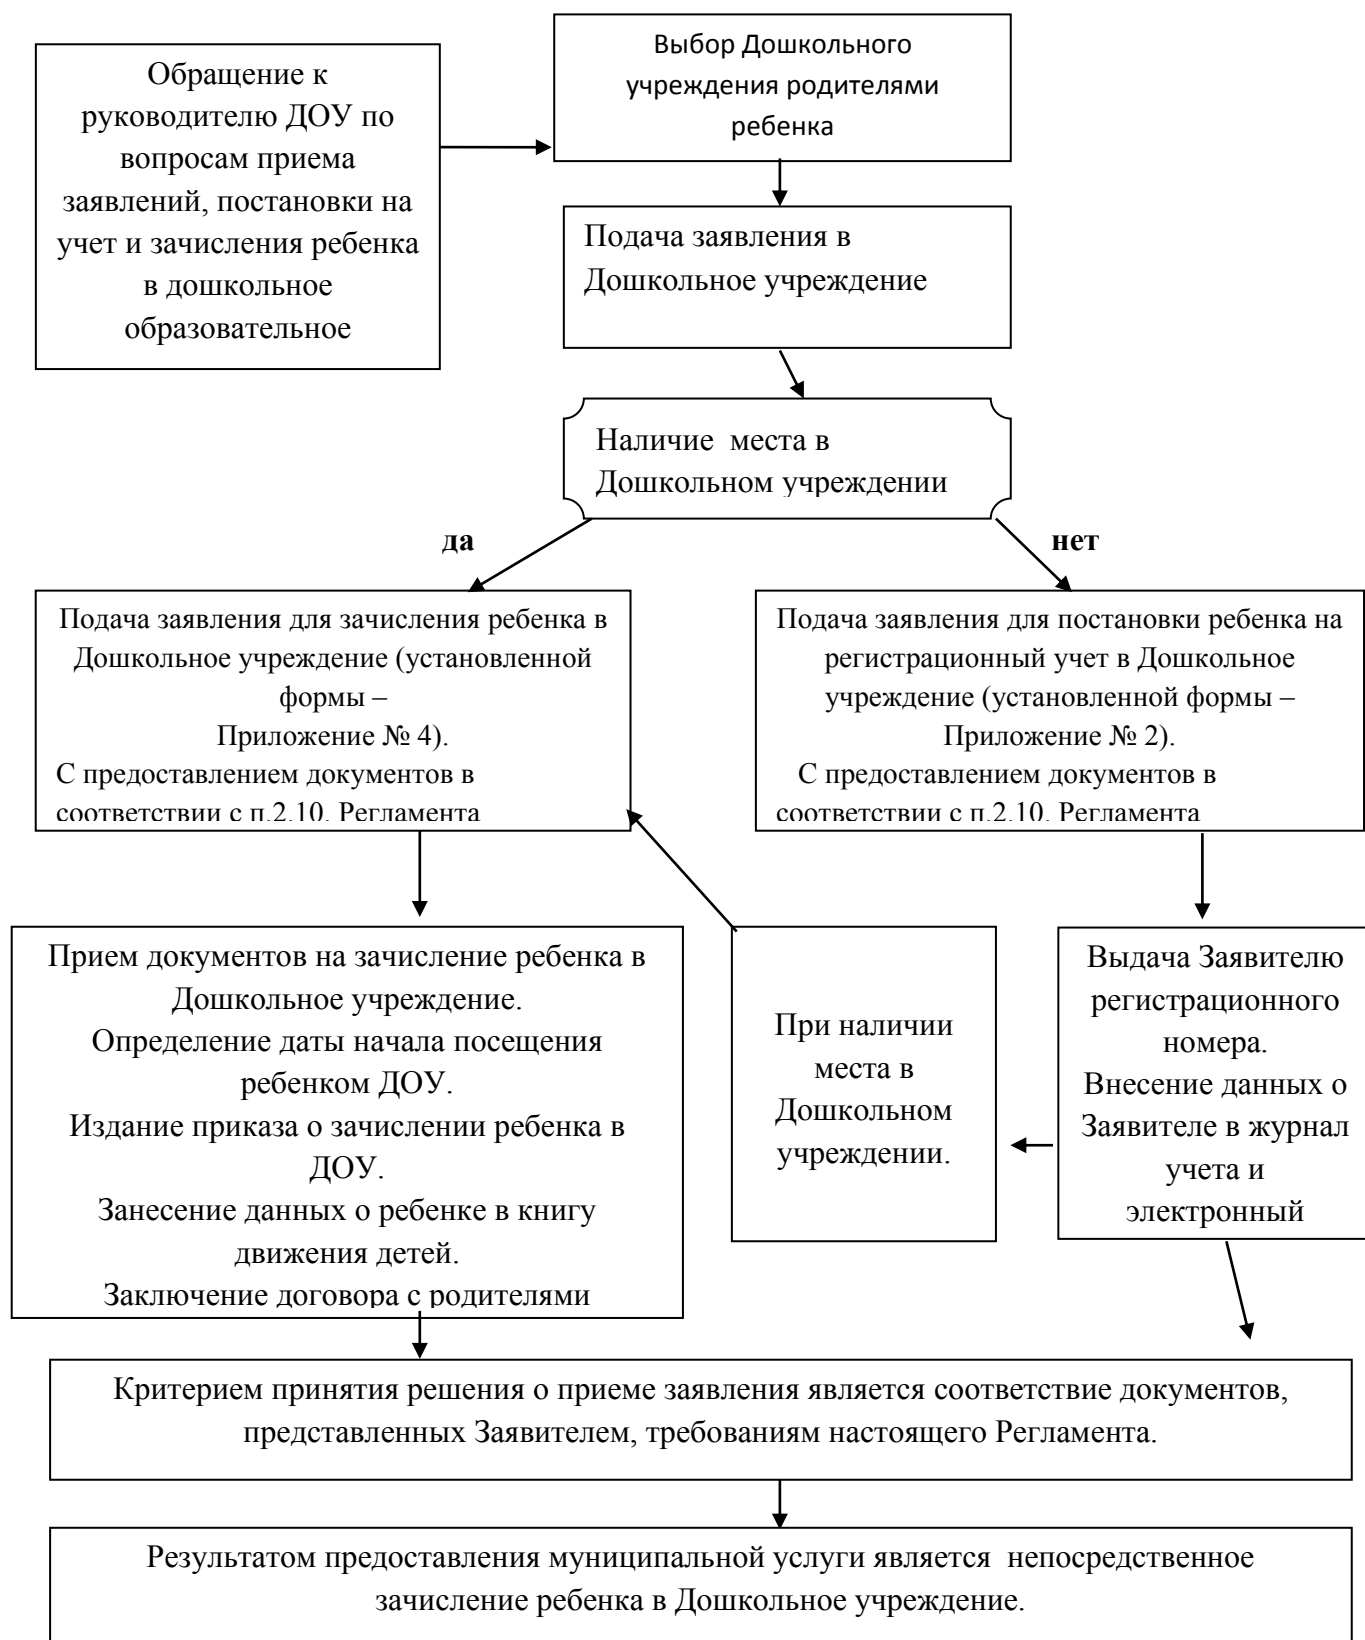 Обращение к
руководителю ДОУ по
вопросам приема
заявлений, постановки на
учет и зачисления ребенка
в дошкольное
образовательное
Выбор Дошкольного
учреждения родителями
ребенка
Подача заявления в
Дошкольное учреждение
Наличие  места в
Дошкольном учреждении
да
нет
Подача заявления для зачисления ребенка в
Дошкольное учреждение (установленной
формы –
Приложение № 4).
С предоставлением документов в
соответствии с п.2.10. Регламента
Подача заявления для постановки ребенка на
регистрационный учет в Дошкольное
учреждение (установленной формы –
Приложение № 2).
С предоставлением документов в
соответствии с п.2.10. Регламента
Прием документов на зачисление ребенка в
Дошкольное учреждение.
Определение даты начала посещения
ребенком ДОУ.
Издание приказа о зачислении ребенка в
ДОУ.
Занесение данных о ребенке в книгу
движения детей.
Заключение договора с родителями
При наличии
места в
Дошкольном
учреждении.
Выдача Заявителю
регистрационного
номера.
Внесение данных о
Заявителе в журнал
учета и
электронный
Критерием принятия решения о приеме заявления является соответствие документов,
представленных Заявителем, требованиям настоящего Регламента.
Результатом предоставления муниципальной услуги является  непосредственное
зачисление ребенка в Дошкольное учреждение.